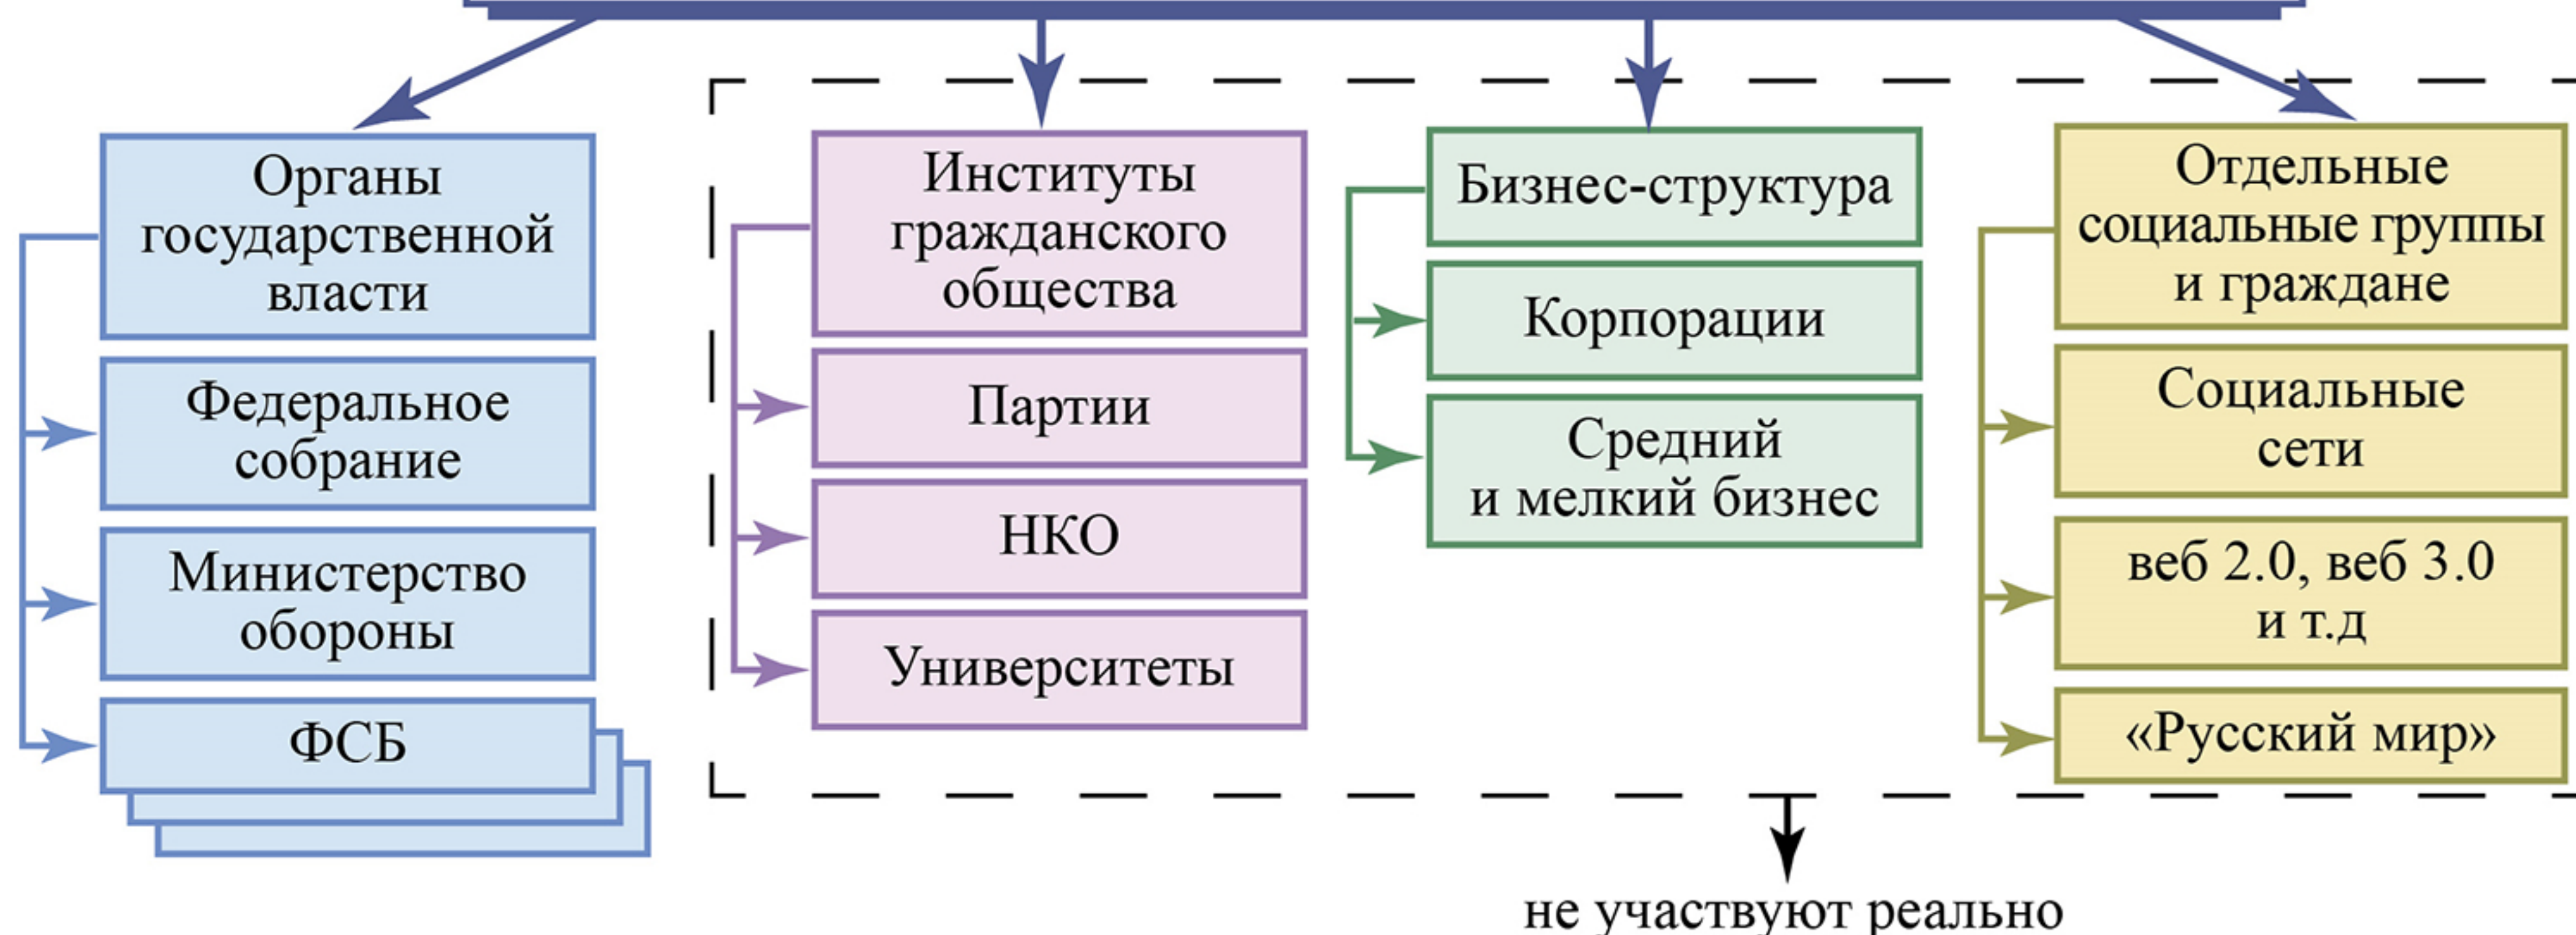 Органы
государственной
власти
Федеральное
собрание
Министерство
обороны
ФСБ
Институты
гражданского
общества
Партии
НКО
Университеты
Бизнес-структура
Корпорации
Средний
и мелкий бизнес
Отдельные
социальные группы
и граждане
Социальные
сети
веб 2.0, веб 3.0
и т.д
«Русский мир»
не участвуют реально